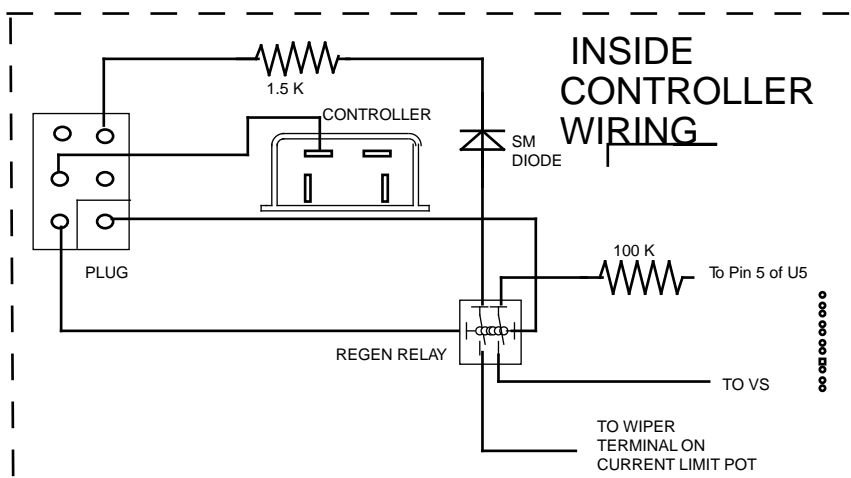 INSIDE
CONTROLLER
WIRING
1.5 K
CONTROLLER
SM
DIODE
PLUG
100 K
To Pin 5 of U5
REGEN RELAY
TO VS
TO WIPER
TERMINAL ON
CURRENT LIMIT POT